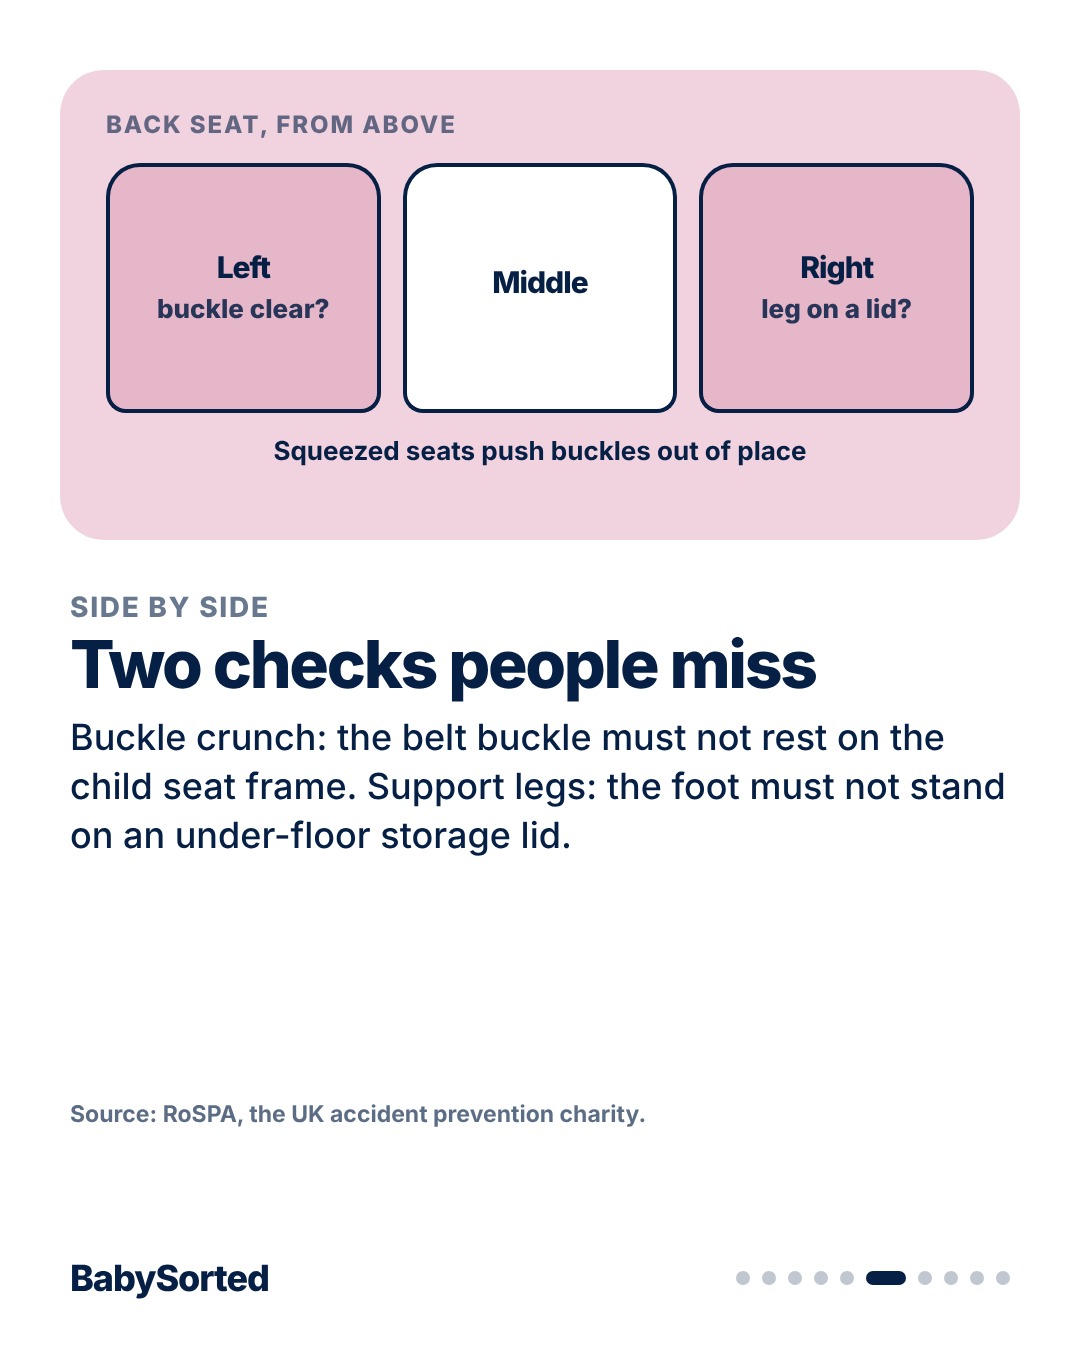 BACK SEAT, FROM ABOVE
Left
buckle clear?
Middle
Right
leg on a lid?
Squeezed seats push buckles out of place
SIDE BY SIDE
Two checks people miss
Buckle crunch: the belt buckle must not rest on the
child seat frame. Support legs: the foot must not stand
on an under-floor storage lid.
Source: RoSPA, the UK accident prevention charity.
BabySorted